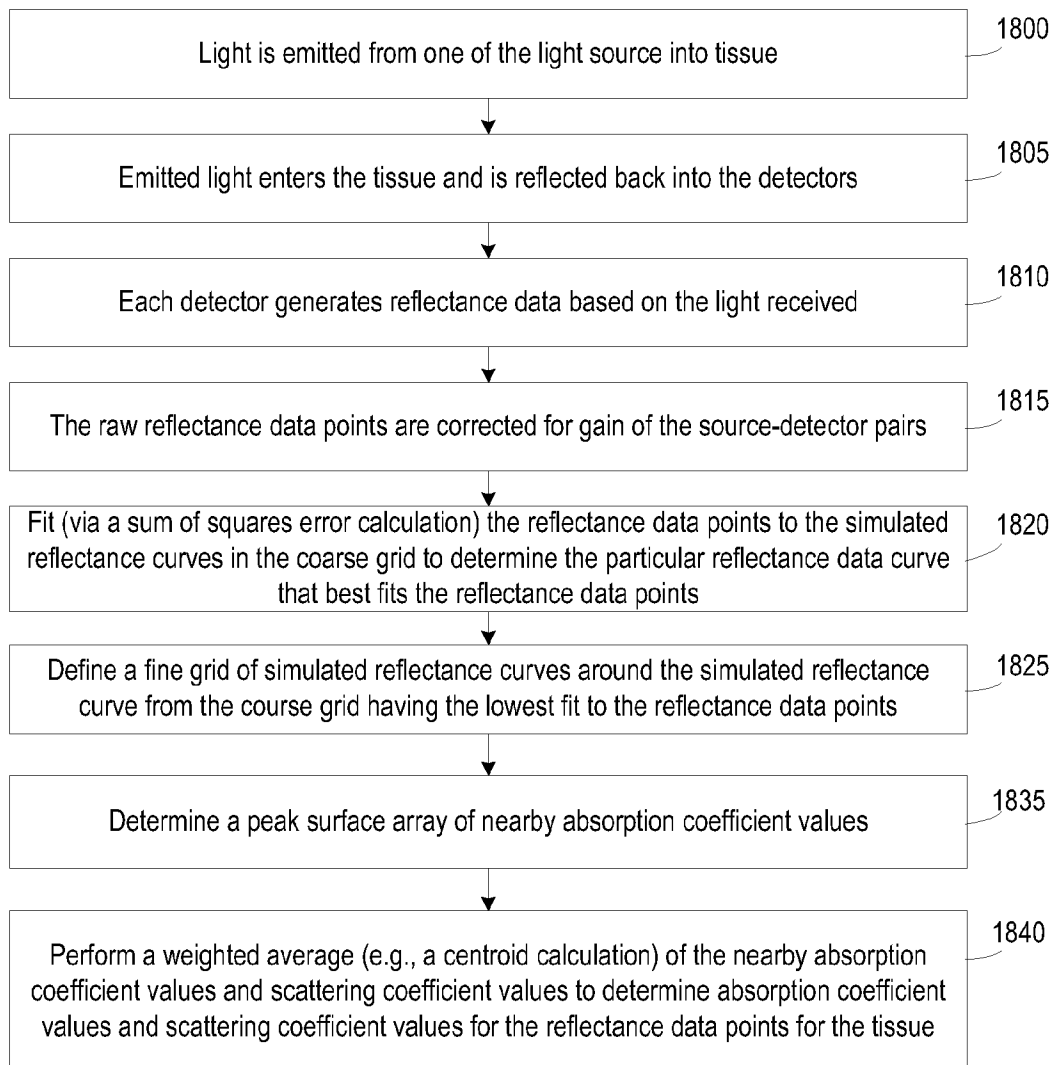 Light is emitted from one of the light source into tissue
1800
Emitted light enters the tissue and is reflected back into the detectors
1805
Each detector generates reflectance data based on the light received
1810
The raw reflectance data points are corrected for gain of the source-detector pairs
1815
Fit (via a sum of squares error calculation) the reflectance data points to the simulated
reflectance curves in the coarse grid to determine the particular reflectance data curve
that best fits the reflectance data points
1820
Define a fine grid of simulated reflectance curves around the simulated reflectance
curve from the course grid having the lowest fit to the reflectance data points
1825
Determine a peak surface array of nearby absorption coefficient values
1835
Perform a weighted average (e.g., a centroid calculation) of the nearby absorption
coefficient values and scattering coefficient values to determine absorption coefficient
values and scattering coefficient values for the reflectance data points for the tissue
1840